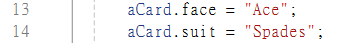 13 aCard.face = "Ace";
14 aCard.suit = "Spades";